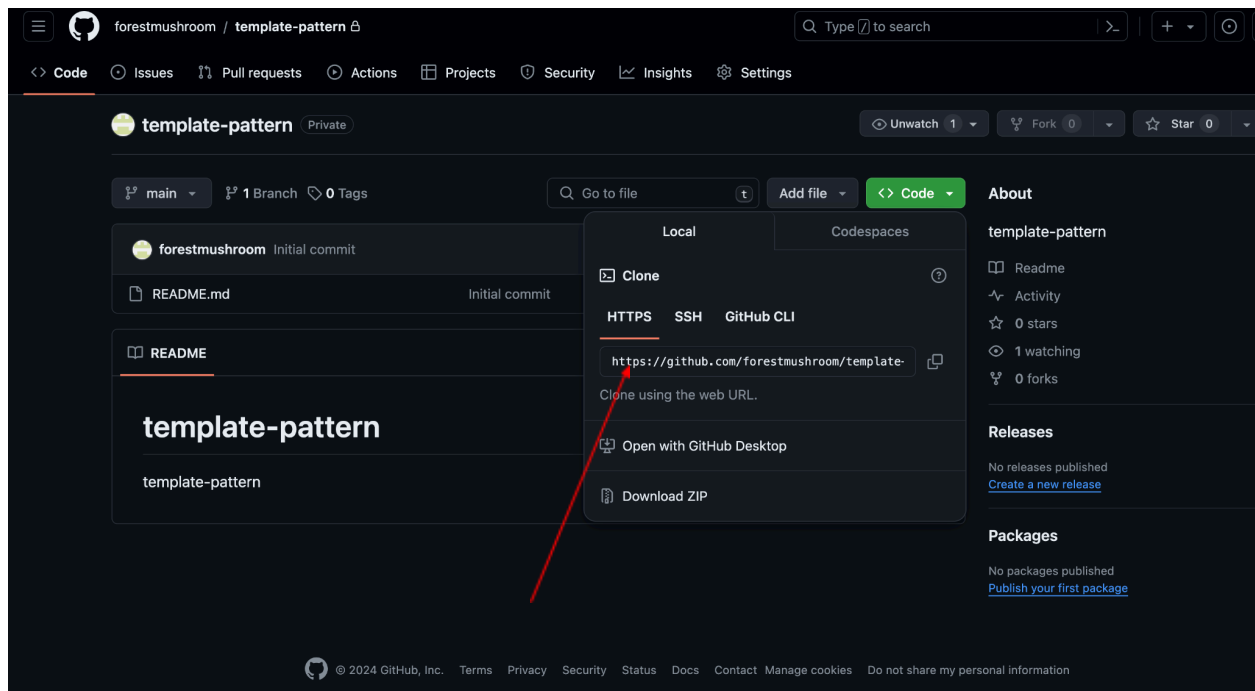 forestmushroom / template-pattern
Type / to search
Code Issues Pull requests Actions Projects Security Insights Settings
template-pattern Private
Unwatch 1 Fork 0 Star 0
main 1 Branch 0 Tags
Go to file t Add file <> Code
About
Local Codespaces
template-pattern
forestmushroom Initial commit
Clone
Readme
README.md Initial commit
Activity
HTTPS SSH GitHub CLI
0 stars
README
https://github.com/forestmushroom/template-
1 watching
0 forks
Clone using the web URL.
template-pattern
Releases
Open with GitHub Desktop
No releases published
Create a new release
template-pattern
Download ZIP
Packages
No packages published
Publish your first package
© 2024 GitHub, Inc. Terms Privacy Security Status Docs Contact Manage cookies Do not share my personal information